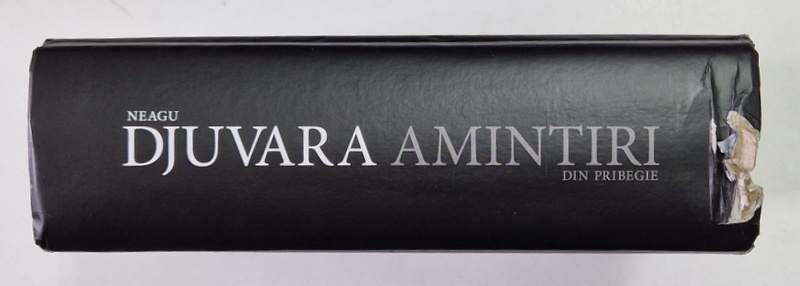 NEAGU
DJUVARA AMINTIRI
DIN PRIBEGIE